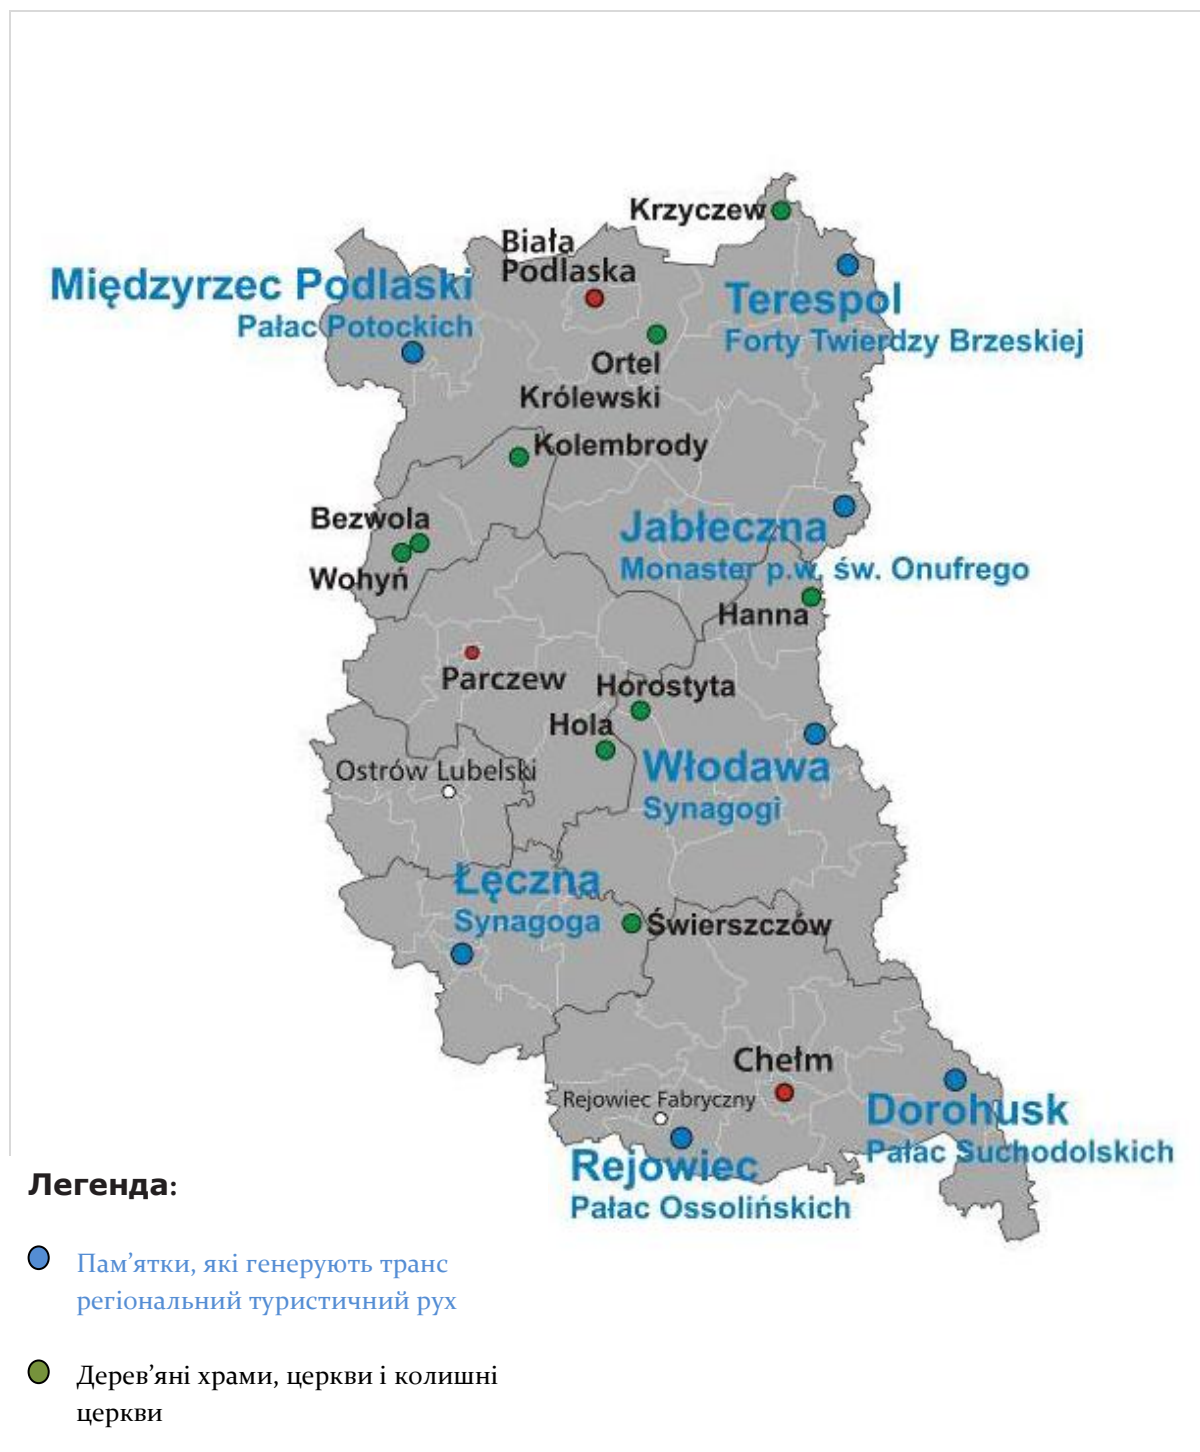 Krzyczew
Biała
Podlaska
Międzyrzec Podlaski
Pałac Potockich
Terespol
Forty Twierdzy Brzeskiej
Ortel
Królewski
Kolembrody
Bezwola
Wohyń
Jabłeczna
Monaster p.w. św. Onufrego
Hanna
Parczew
Horostyta
Hola
Włodawa
Synagogi
Ostrów Lubelski
Łęczna
Synagoga
Świerszczów
Chełm
Rejowiec Fabryczny
Dorohusk
Pałac Suchodolskich
Rejowiec
Pałac Ossolińskich
Легенда:
Пам’ятки, які генерують транс
регіональний туристичний рух
Дерев’яні храми, церкви і колишні
церкви